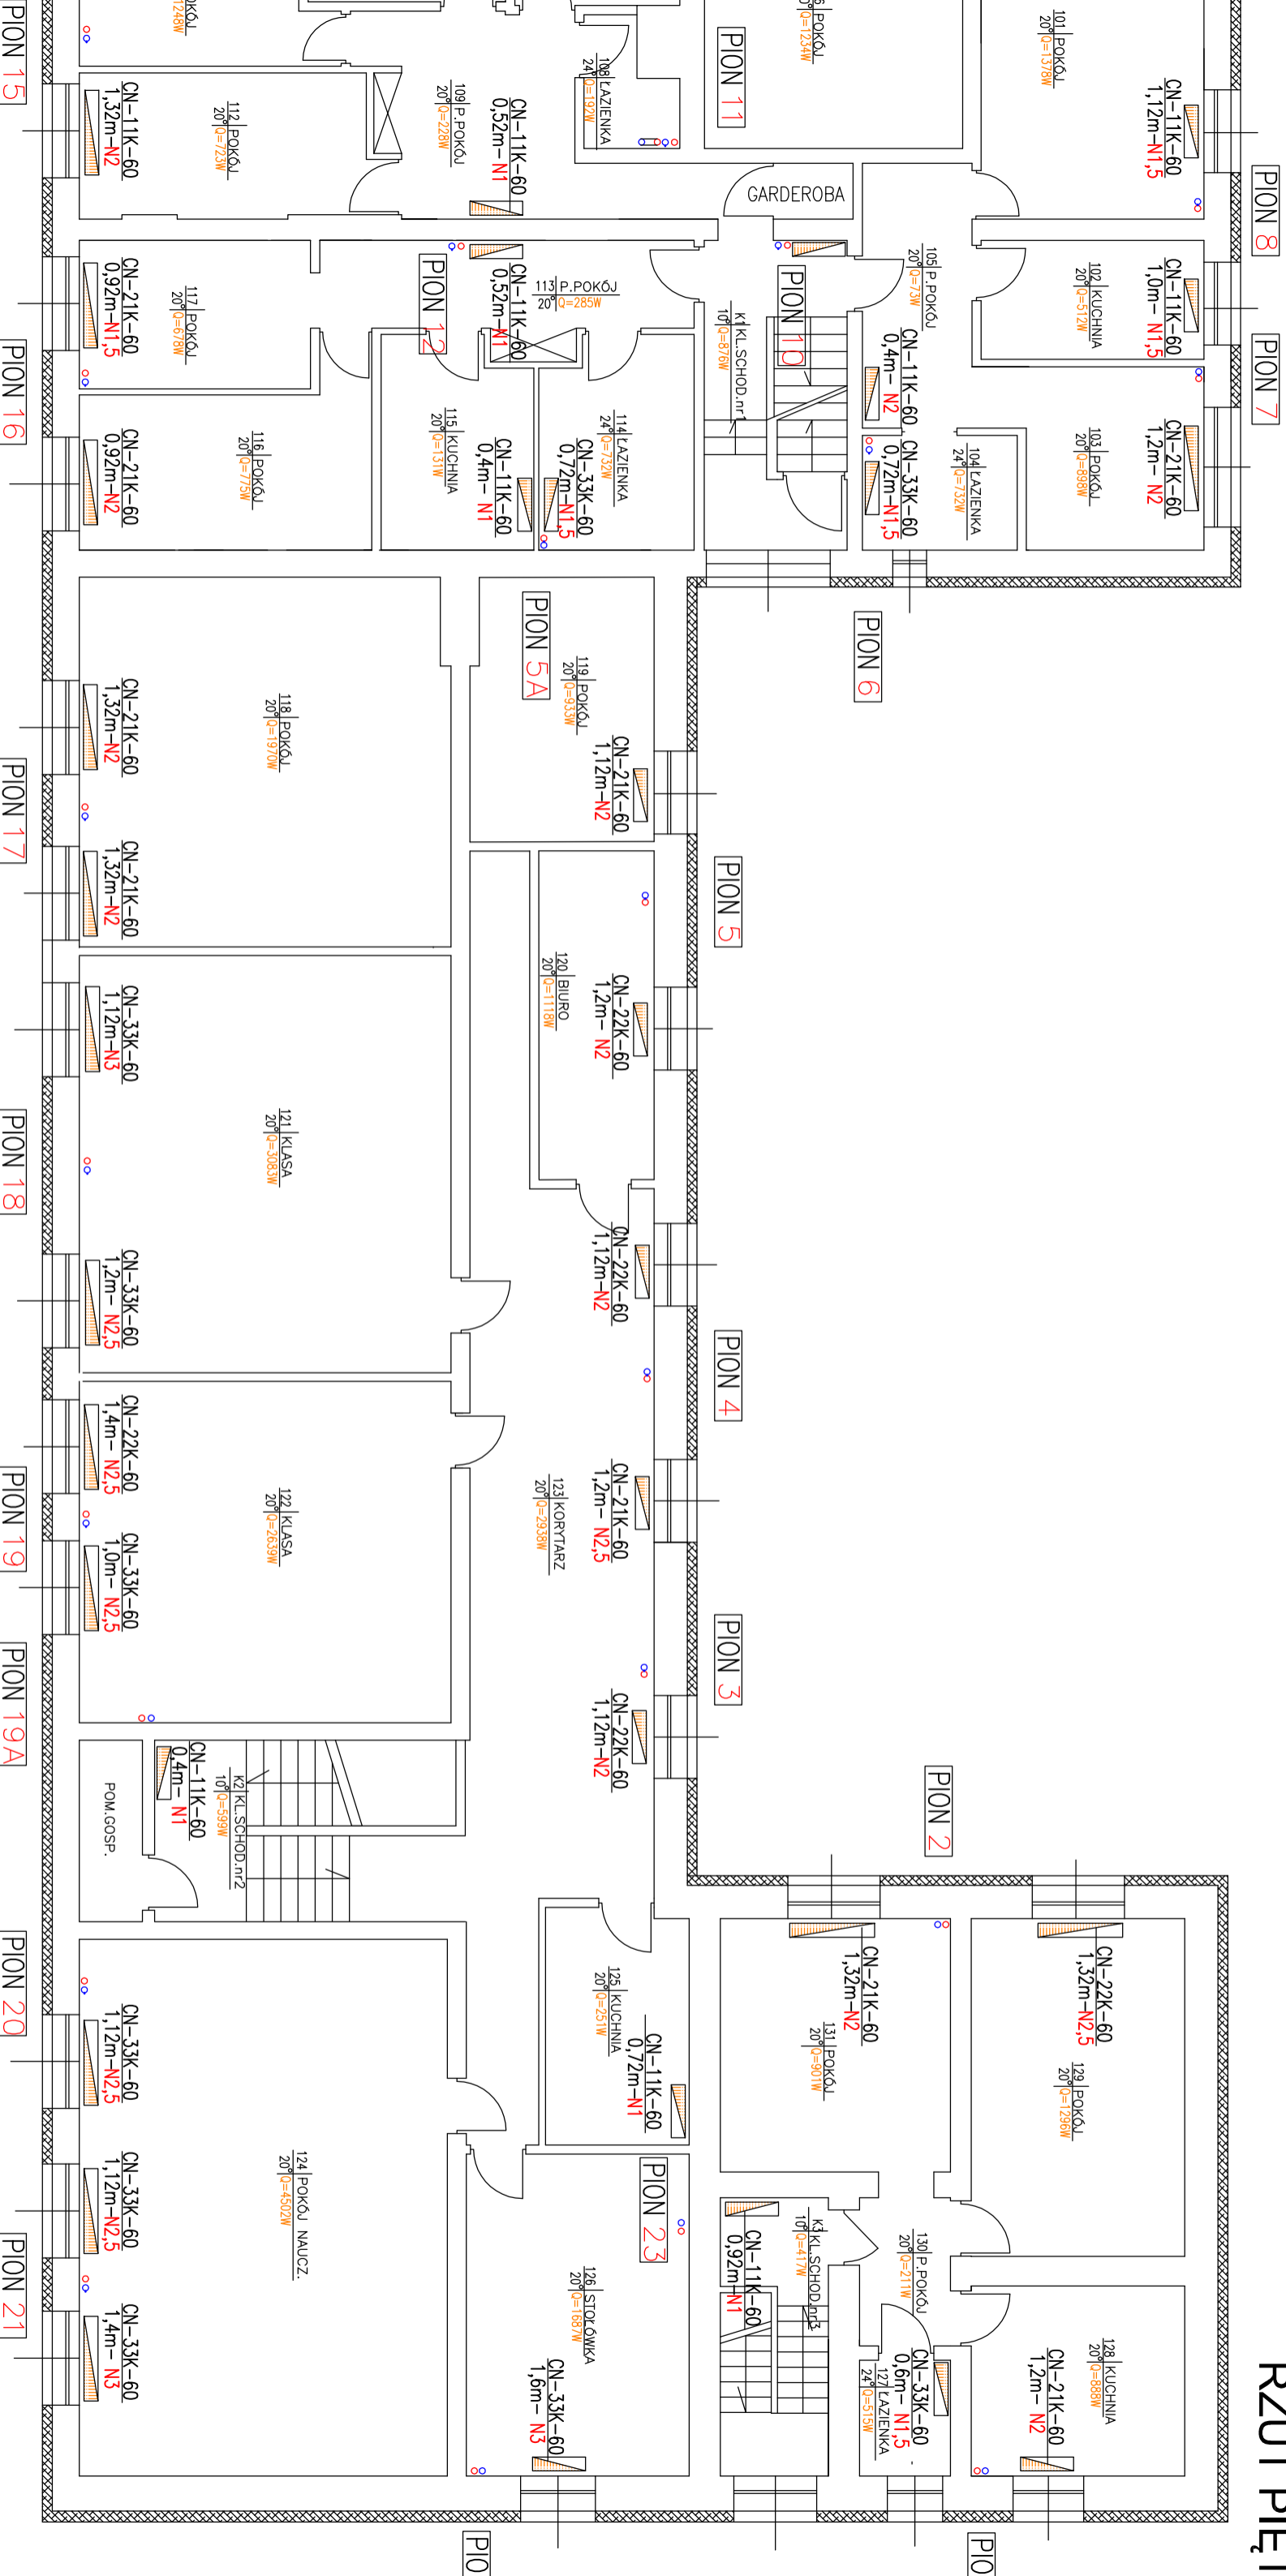 RZUT PIĘ
PION 8
PION 7
CN-11K-60
1,12m-N1,5
101 POKÓJ
20° Q=1378W
CN-11K-60
1,0m- N1,5
102 KUCHNIA
20° Q=512W
CN-21K-60
1,2m- N2
103 POKÓJ
20° Q=898W
104 ŁAZIENKA
24° Q=732W
CN-33K-60
0,72m-N1,5
105 P.POKÓJ
20° Q=73W
CN-11K-60
0,4m- N2
PION 6
6 POKÓJ
20° Q=1234W
GARDEROBA
PION 10
PION 11
K1 KL.SCHOD.nr1
10° Q=876W
108 ŁAZIENKA
24° Q=192W
114 ŁAZIENKA
24° Q=732W
CN-33K-60
0,72m-N1,5
113 P.POKÓJ
20° Q=285W
CN-11K-60
0,52m-N1
CN-11K-60
0,52m-N1
109 P.POKÓJ
20° Q=228W
PION 12
115 KUCHNIA
20° Q=131W
CN-11K-60
0,4m- N1
112 POKÓJ
20° Q=723W
CN-11K-60
1,32m-N2
117 POKÓJ
20° Q=678W
CN-21K-60
0,92m-N1,5
116 POKÓJ
20° Q=775W
CN-21K-60
0,92m-N2
OKÓJ
1248W
PION 15
PION 16
PION 5A
119 POKÓJ
20° Q=933W
CN-21K-60
1,12m-N2
118 POKÓJ
20° Q=1970W
CN-21K-60
1,32m-N2
CN-21K-60
1,32m-N2
PION 17
PION 5
120 BIURO
20° Q=1118W
CN-22K-60
1,2m- N2
121 KLASA
20° Q=3083W
CN-33K-60
1,12m-N3
CN-33K-60
1,2m- N2,5
PION 18
PION 4
CN-22K-60
1,12m-N2
CN-21K-60
1,2m- N2,5
123 KORYTARZ
20° Q=2938W
122 KLASA
20° Q=2639W
CN-22K-60
1,4m- N2,5
CN-33K-60
1,0m- N2,5
PION 19
PION 3
CN-22K-60
1,12m-N2
PION 19A
CN-11K-60
0,4m- N1
K2 KL.SCHOD.nr2
10° Q=599W
POM.GOSP.
PION 2
CN-22K-60
1,32m-N2,5
129 POKÓJ
20° Q=1296W
CN-21K-60
1,32m-N2
131 POKÓJ
20° Q=901W
125 KUCHNIA
20° Q=251W
CN-11K-60
0,72m-N1
PION 23
130 P.POKÓJ
20° Q=211W
K3 KL.SCHOD.nr3
10° Q=417W
CN-11K-60
0,92m-N1
128 KUCHNIA
20° Q=888W
CN-21K-60
1,2m- N2
CN-33K-60
0,6m- N1,5
127 ŁAZIENKA
24° Q=515W
126 STOŁÓWKA
20° Q=1687W
CN-33K-60
1,6m- N3
124 POKÓJ NAUCZ.
20° Q=4502W
CN-33K-60
1,12m-N2,5
CN-33K-60
1,12m-N2,5
CN-33K-60
1,4m- N3
PION 20
PION 21
PIO
PIO